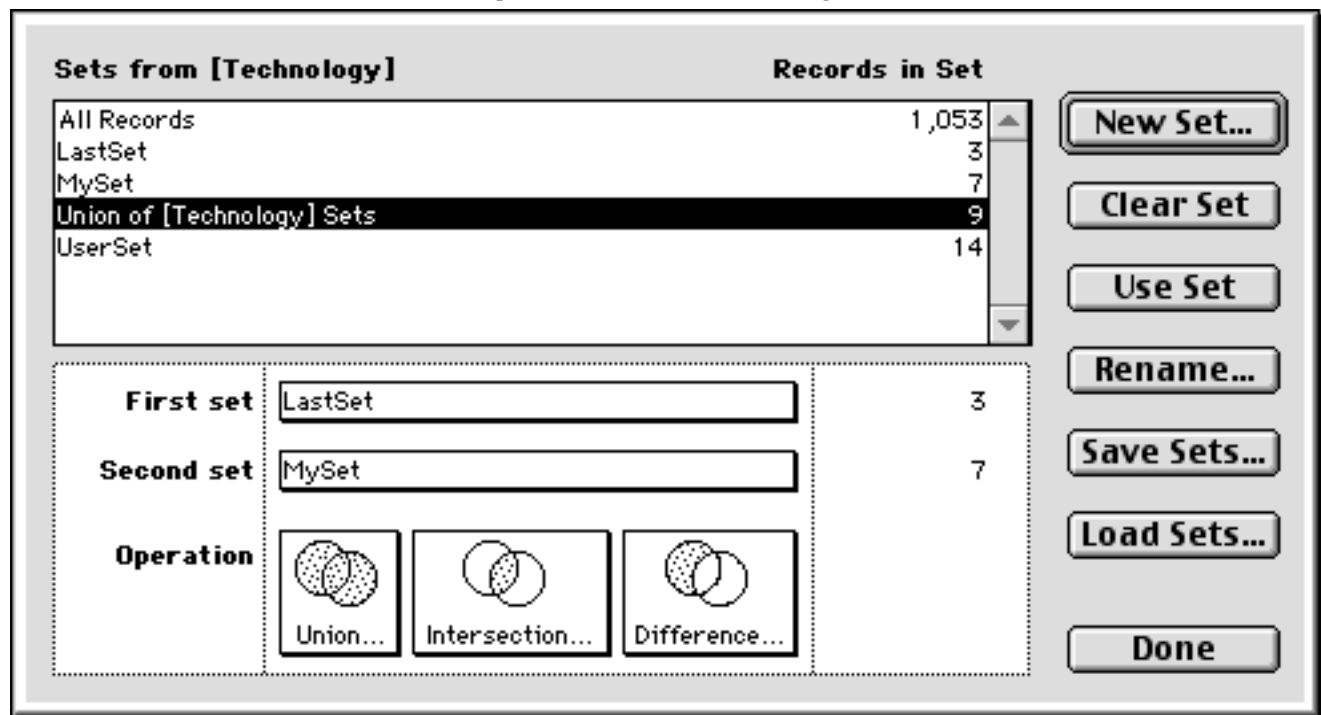 Sets from [Technology] Records in Set
All Records 1,053
LastSet 3
MySet 7
Union of [Technology] Sets 9
UserSet 14
First set LastSet 3
Second set MySet 7
Operation
Union... Intersection... Difference...
New Set...
Clear Set
Use Set
Rename...
Save Sets...
Load Sets...
Done